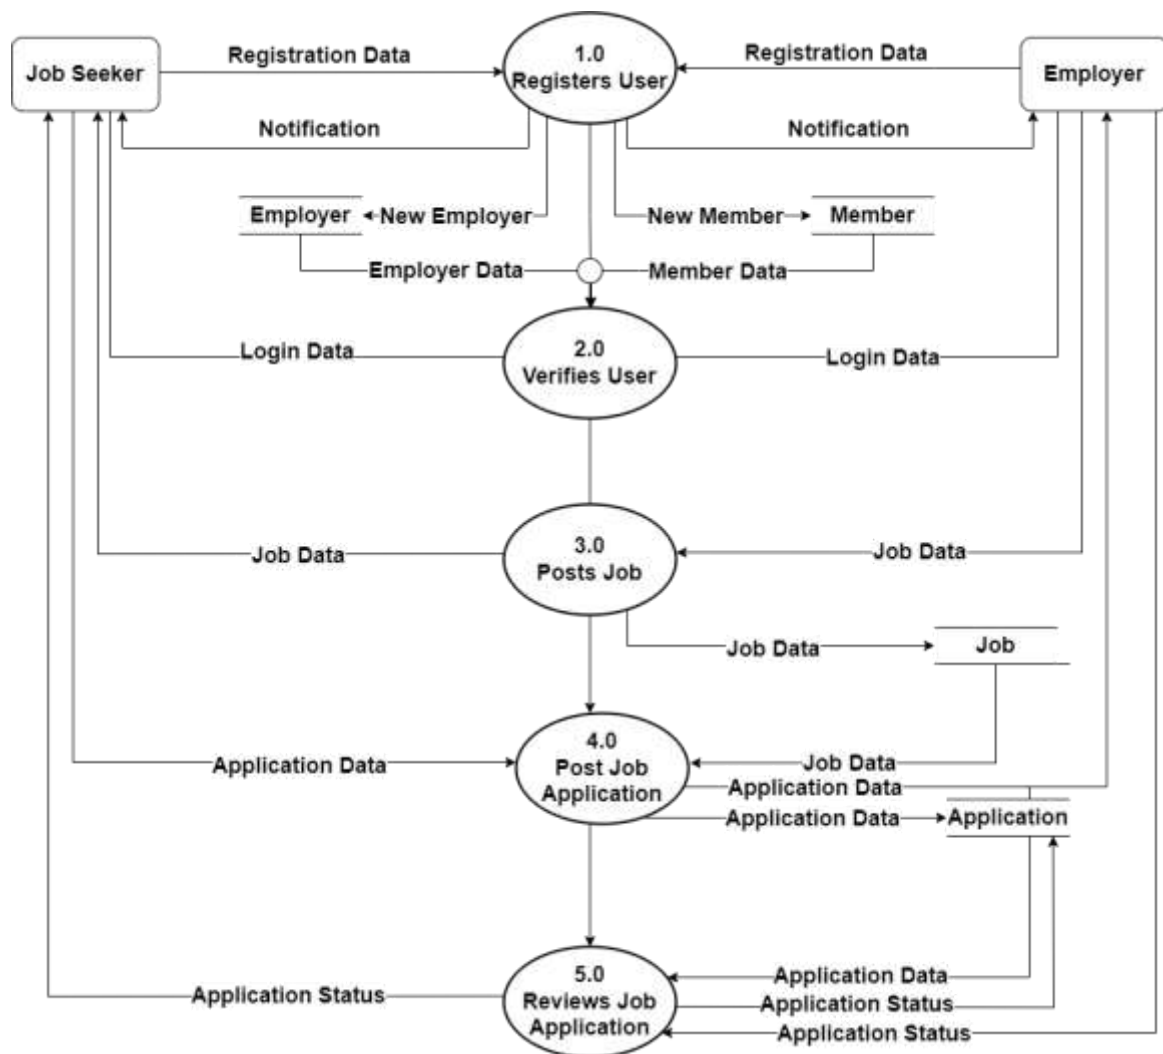 Job Seeker
Registration Data
1.0
Registers User
Registration Data
Employer
Notification
Notification
Employer
New Employer
New Member
Member
Employer Data
Member Data
Login Data
2.0
Verifies User
Login Data
Job Data
3.0
Posts Job
Job Data
Job Data
Job
Application Data
4.0
Post Job
Application
Job Data
Application Data
Application Data
Application
Application Status
5.0
Reviews Job
Application
Application Data
Application Status
Application Status